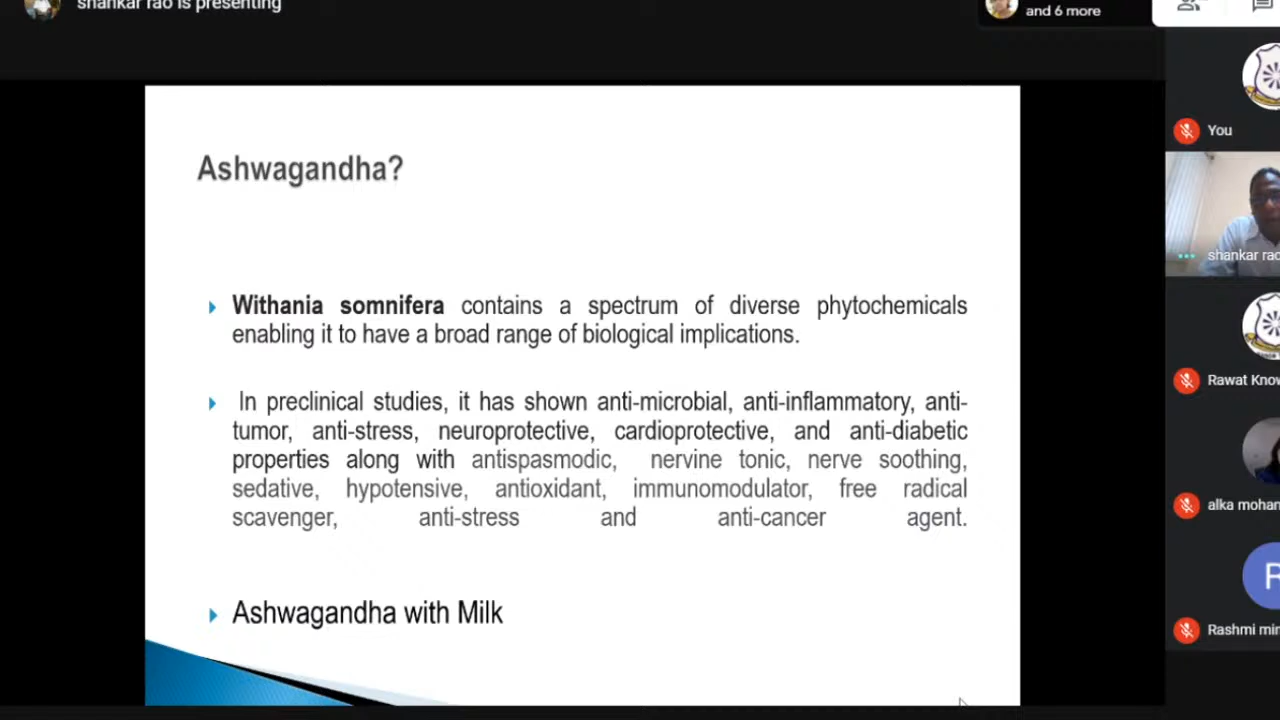 shankar rao is presenting
and 6 more
You
Ashwagandha?
shankar rao
Withania somnifera contains a spectrum of diverse phytochemicals
enabling it to have a broad range of biological implications.
Rawat Know
In preclinical studies, it has shown anti-microbial, anti-inflammatory, anti-
tumor, anti-stress, neuroprotective, cardioprotective, and anti-diabetic
properties along with antispasmodic, nervine tonic, nerve soothing,
sedative, hypotensive, antioxidant, immunomodulator, free radical
scavenger, anti-stress and anti-cancer agent.
alka mohan
R
Ashwagandha with Milk
Rashmi